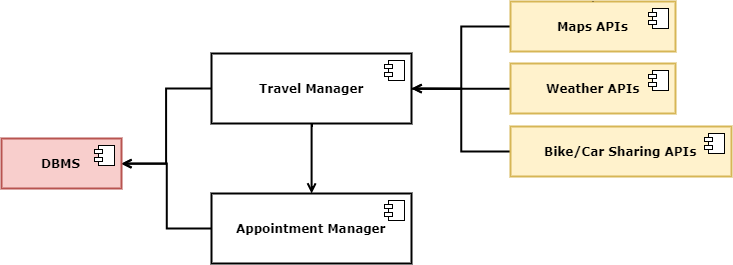 Maps APIs
Travel Manager
Weather APIs
Bike/Car Sharing APIs
DBMS
Appointment Manager